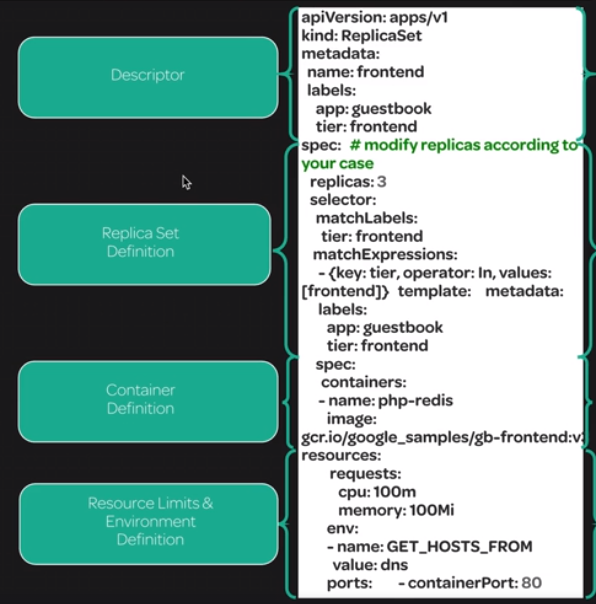 Descriptor
Replica Set
Definition
Container
Definition
Resource Limits &
Environment
Definition
apiVersion: apps/v1
kind: ReplicaSet
metadata:
name: frontend
labels:
app: guestbook
tier: frontend
spec: # modify replicas according to
your case
replicas: 3
selector:
matchLabels:
tier: frontend
matchExpressions:
- {key: tier, operator: In, values:
[frontend]} template: metadata:
labels:
app: guestbook
tier: frontend
spec:
containers:
- name: php-redis
image:
gcr.io/google_samples/gb-frontend:v
resources:
requests:
cpu: 100m
memory: 100Mi
env:
- name: GET_HOSTS_FROM
value: dns
ports: - containerPort: 80